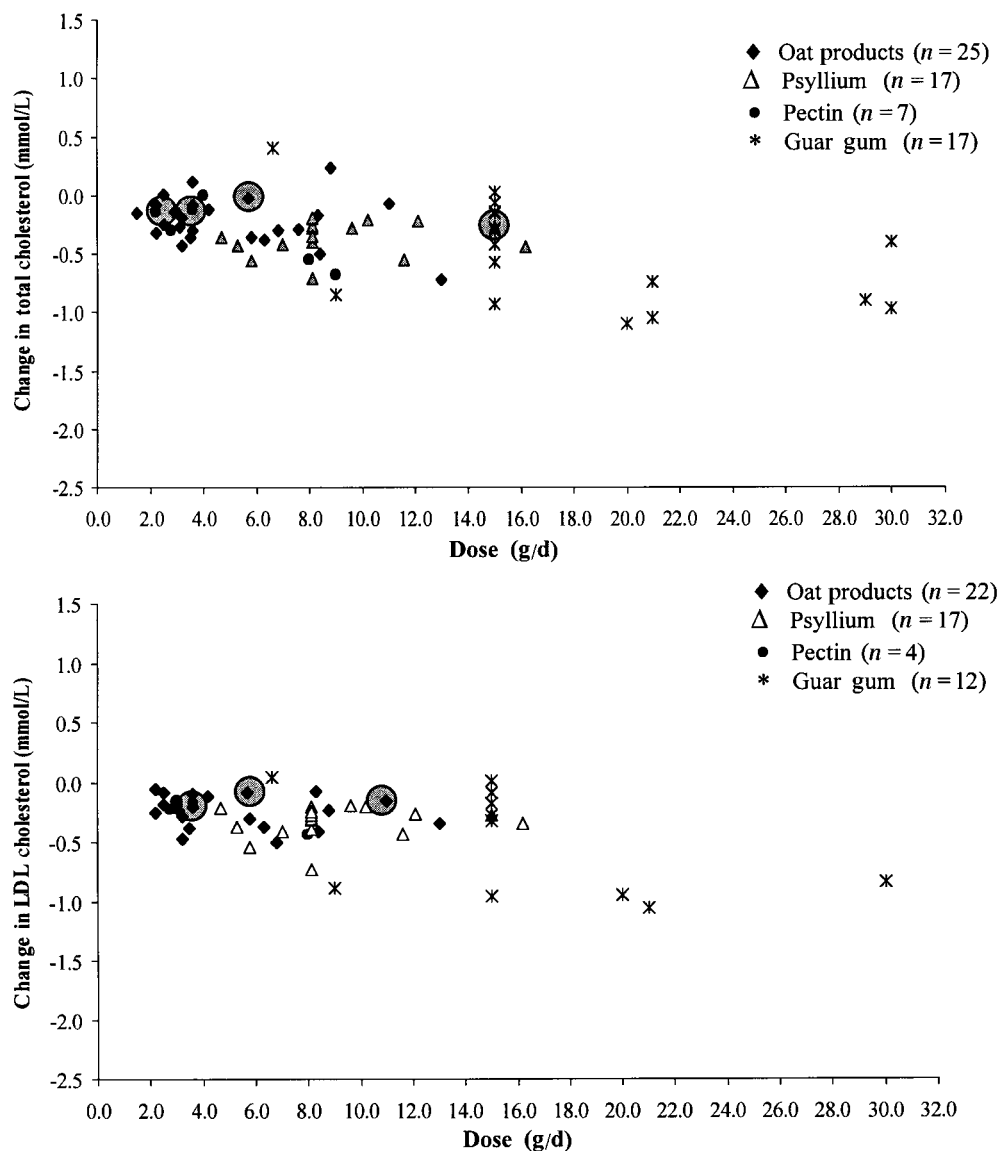 Change in total cholesterol (mmol/L)
1.5
1.0
0.5
0.0
-0.5
-1.0
-1.5
-2.0
-2.5
Oat products (n = 25)
Psyllium (n = 17)
Pectin (n = 7)
Guar gum (n = 17)
0.0 2.0 4.0 6.0 8.0 10.0 12.0 14.0 16.0 18.0 20.0 22.0 24.0 26.0 28.0 30.0 32.0
Dose (g/d)
Change in LDL cholesterol (mmol/L)
1.5
1.0
0.5
0.0
-0.5
-1.0
-1.5
-2.0
-2.5
Oat products (n = 22)
Psyllium (n = 17)
Pectin (n = 4)
Guar gum (n = 12)
0.0 2.0 4.0 6.0 8.0 10.0 12.0 14.0 16.0 18.0 20.0 22.0 24.0 26.0 28.0 30.0 32.0
Dose (g/d)